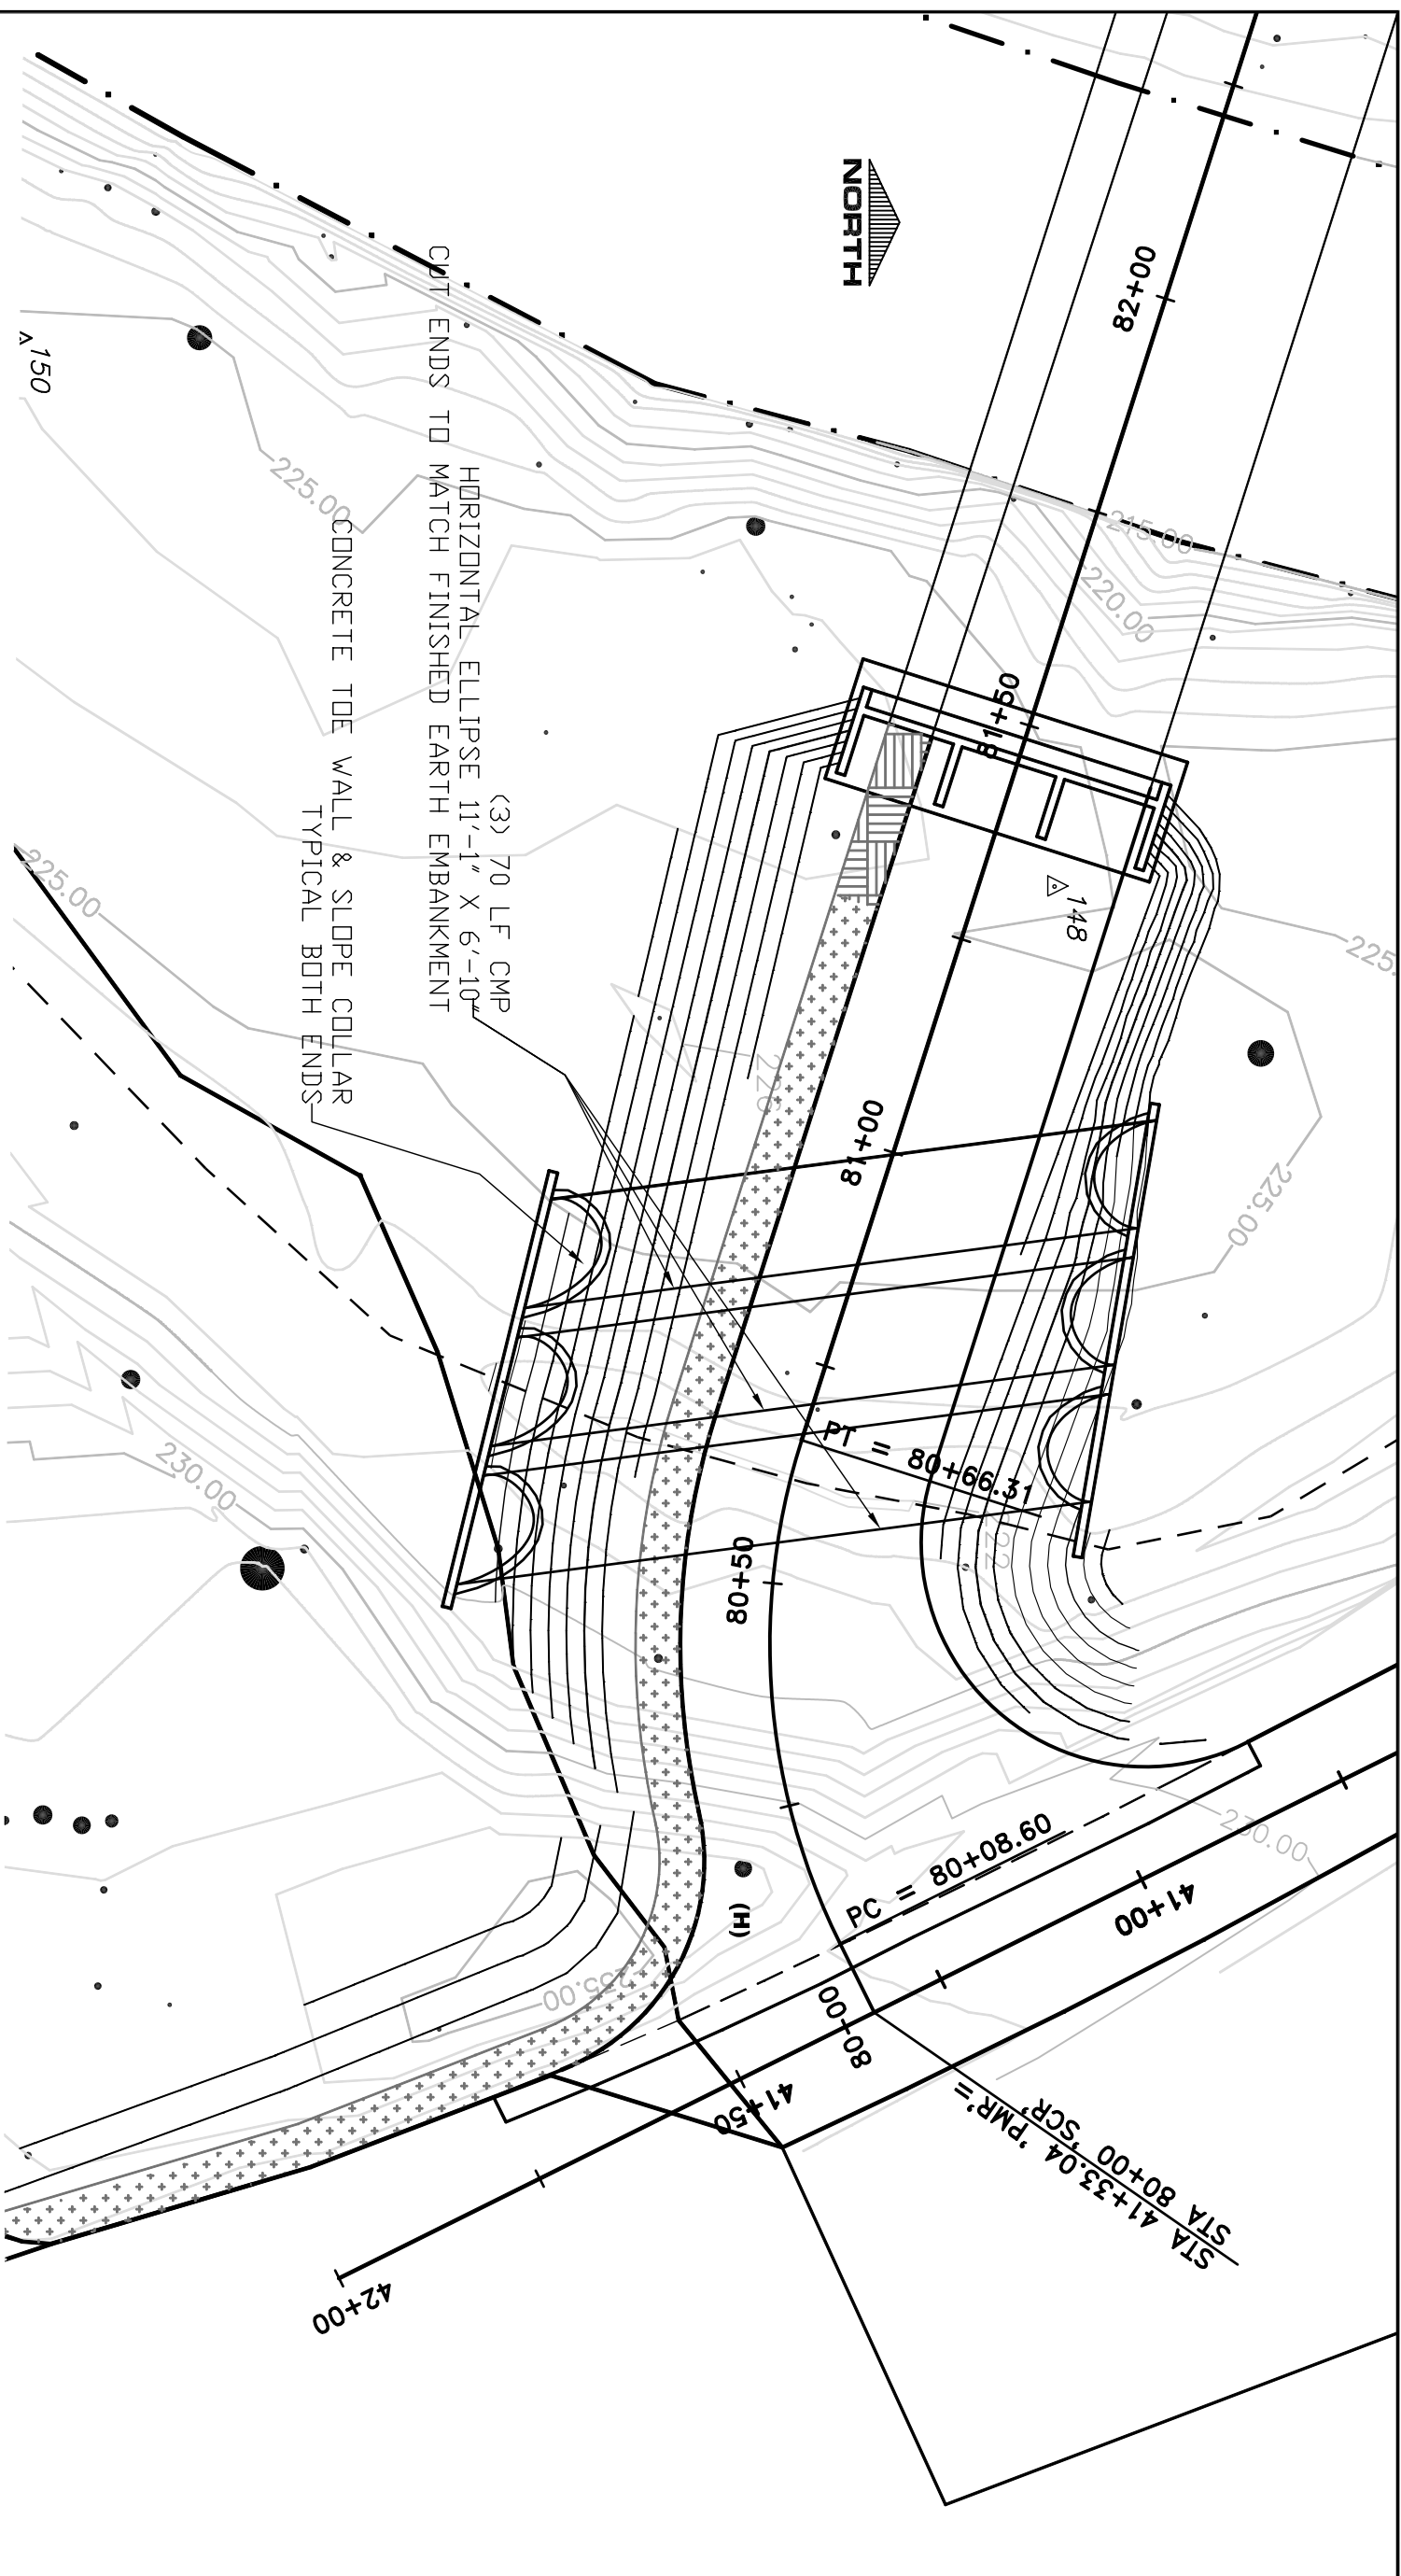 NORTH
82+00
150
225.00
215.00
220.00
CUT ENDS TO MATCH FINISHED EARTH EMBANKMENT
HORIZONTAL ELLIPSE 11'-1" X 6'-10"
(3) 70 LF CMP
CONCRETE TOE WALL & SLOPE COLLAR
TYPICAL BOTH ENDS
81+50
148
225.
225.00
226
81+00
225.00
PT = 80+66.31
222
80+50
230.00
230.00
PC = 80+08.60
41+00
(H)
235.00
80+00
41+50
STA 41+33.04 'PMR'=
STA 80+00 'SCR'
42+00